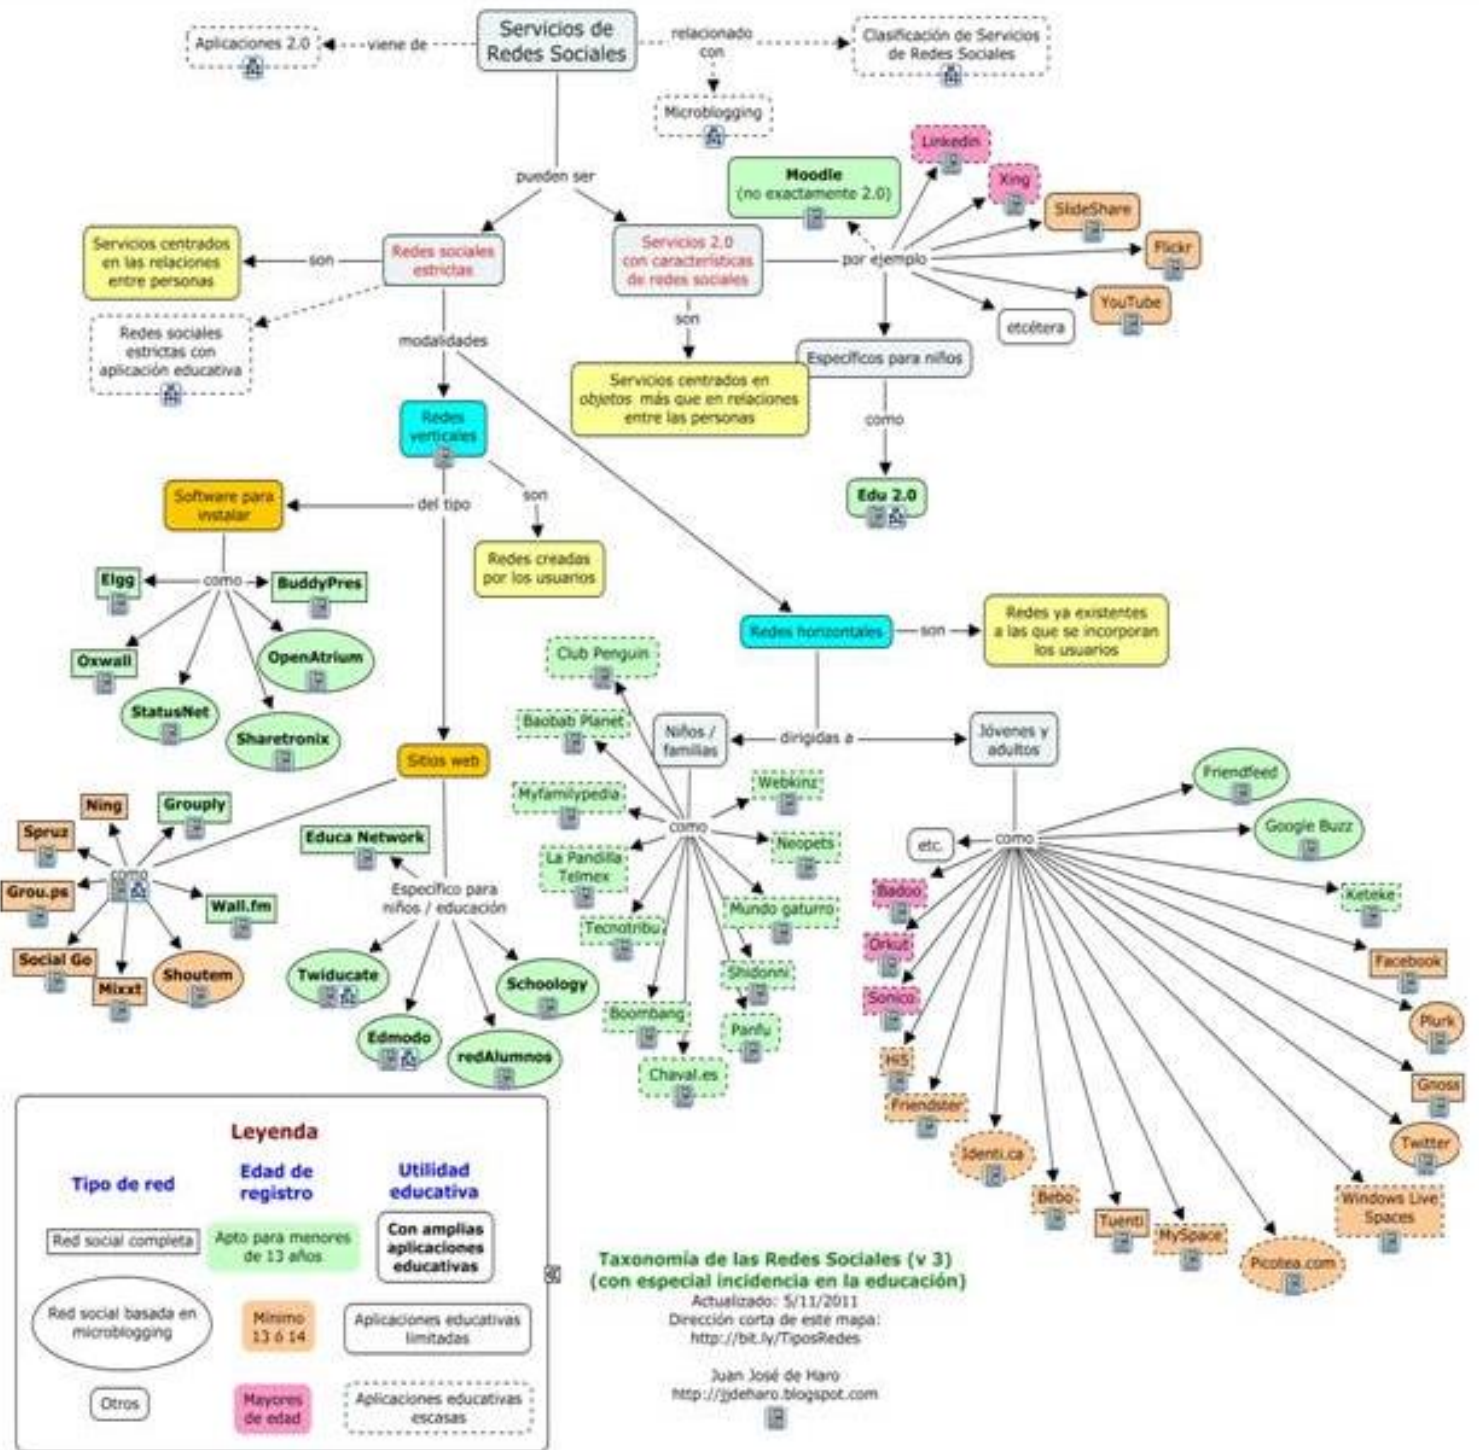 Servicios de
Redes Sociales
Aplicaciones 2.0
viene de
relacionado
con
Clasificación de Servicios
de Redes Sociales
Microblogging
pueden ser
Moodle
(no exactamente 2.0)
Linkedin
Xing
SlideShare
Flickr
YouTube
etcétera
por ejemplo
Servicios centrados
en las relaciones
entre personas
son
Redes sociales
estrictas
Servicios 2.0
con características
de redes sociales
Redes sociales
estrictas con
aplicación educativa
modalidades
son
Servicios centrados en
objetos más que en relaciones
entre las personas
Específicos para niños
como
Edu 2.0
Redes
verticales
del tipo
son
Redes creadas
por los usuarios
Software para
instalar
como
Elgg
BuddyPres
Oxwall
OpenAtrium
StatusNet
Sharetronix
Redes horizontales
son
Redes ya existentes
a las que se incorporan
los usuarios
dirigidas a
Niños /
familias
Jóvenes y
adultos
Sitios web
Ning
Grouply
Spruz
como
Grou.ps
Wall.fm
Social Go
Mixxt
Shoutem
Educa Network
Específico para
niños / educación
Twiducate
Schoology
Edmodo
redAlumnos
Club Penguin
Baobab Planet
Myfamilypedia
Webkinz
como
Neopets
La Pandilla
Telmex
Mundo gaturro
Tecnotribu
Shidonni
Boombang
Panfu
Chaval.es
Friendfeed
Google Buzz
etc.
como
Badoo
Keteke
Orkut
Facebook
Sonico
Plurk
Hi5
Gnoss
Friendster
Twitter
Identi.ca
Bebo
Tuenti
MySpace
Picotea.com
Windows Live
Spaces
Leyenda
Tipo de red
Edad de
registro
Utilidad
educativa
Red social completa
Apto para menores
de 13 años
Con amplias
aplicaciones
educativas
Red social basada en
microblogging
Mínimo
13 ó 14
Aplicaciones educativas
limitadas
Otros
Mayores
de edad
Aplicaciones educativas
escasas
Taxonomía de las Redes Sociales (v 3)
(con especial incidencia en la educación)
Actualizado: 5/11/2011
Dirección corta de este mapa:
http://bit.ly/TiposRedes
Juan José de Haro
http://jjdeharo.blogspot.com